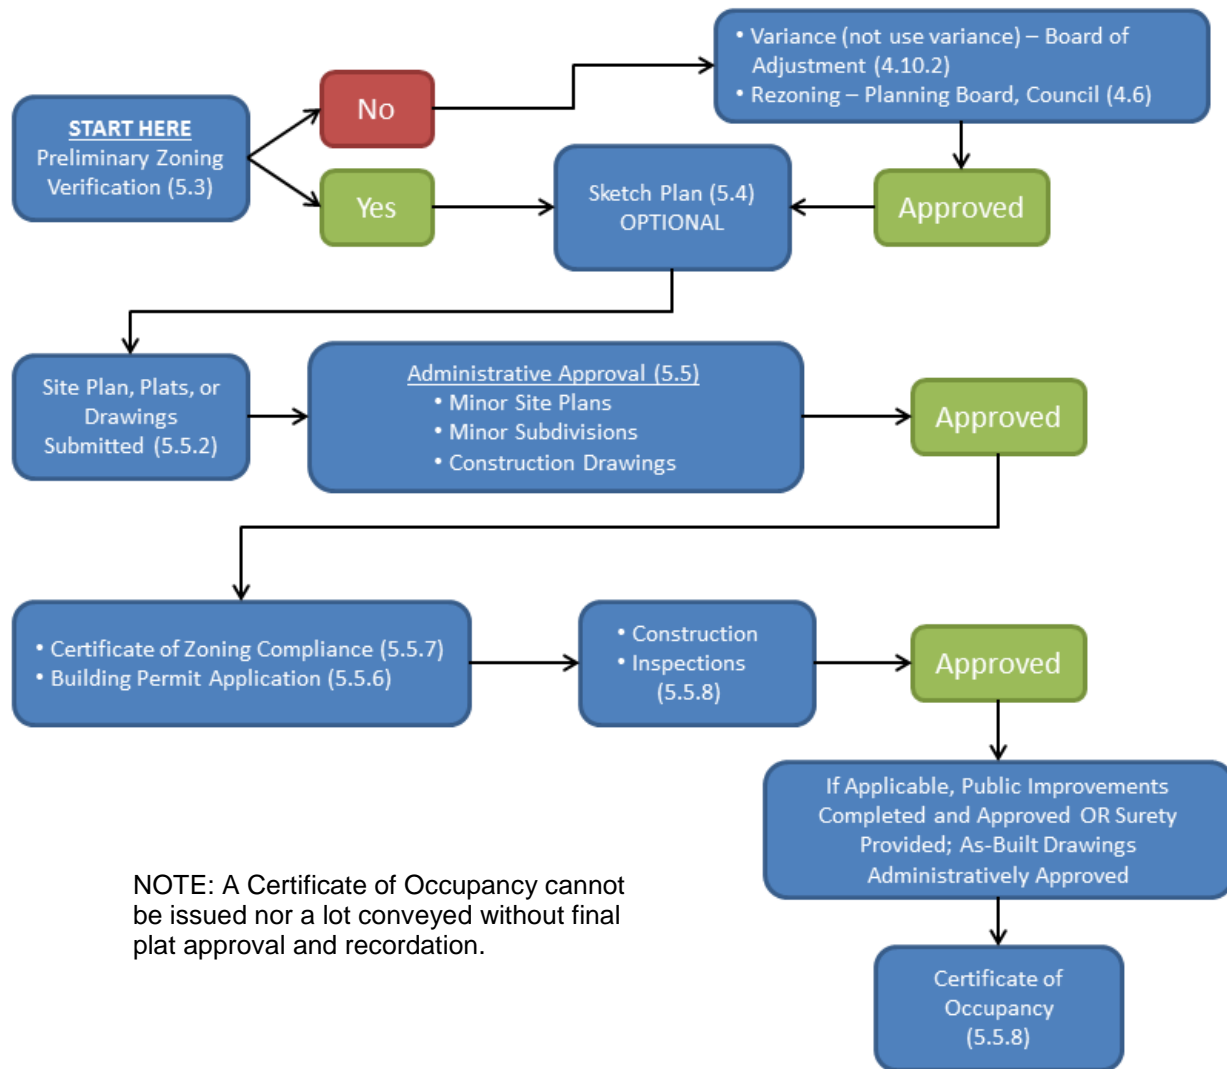 START HERE
Preliminary Zoning
Verification (5.3)
No
Yes
• Variance (not use variance) – Board of
Adjustment (4.10.2)
• Rezoning – Planning Board, Council (4.6)
Sketch Plan (5.4)
OPTIONAL
Approved
Site Plan, Plats, or
Drawings
Submitted (5.5.2)
Administrative Approval (5.5)
• Minor Site Plans
• Minor Subdivisions
• Construction Drawings
Approved
• Certificate of Zoning Compliance (5.5.7)
• Building Permit Application (5.5.6)
• Construction
• Inspections
(5.5.8)
Approved
If Applicable, Public Improvements
Completed and Approved OR Surety
Provided; As-Built Drawings
Administratively Approved
NOTE: A Certificate of Occupancy cannot
be issued nor a lot conveyed without final
plat approval and recordation.
Certificate of
Occupancy
(5.5.8)